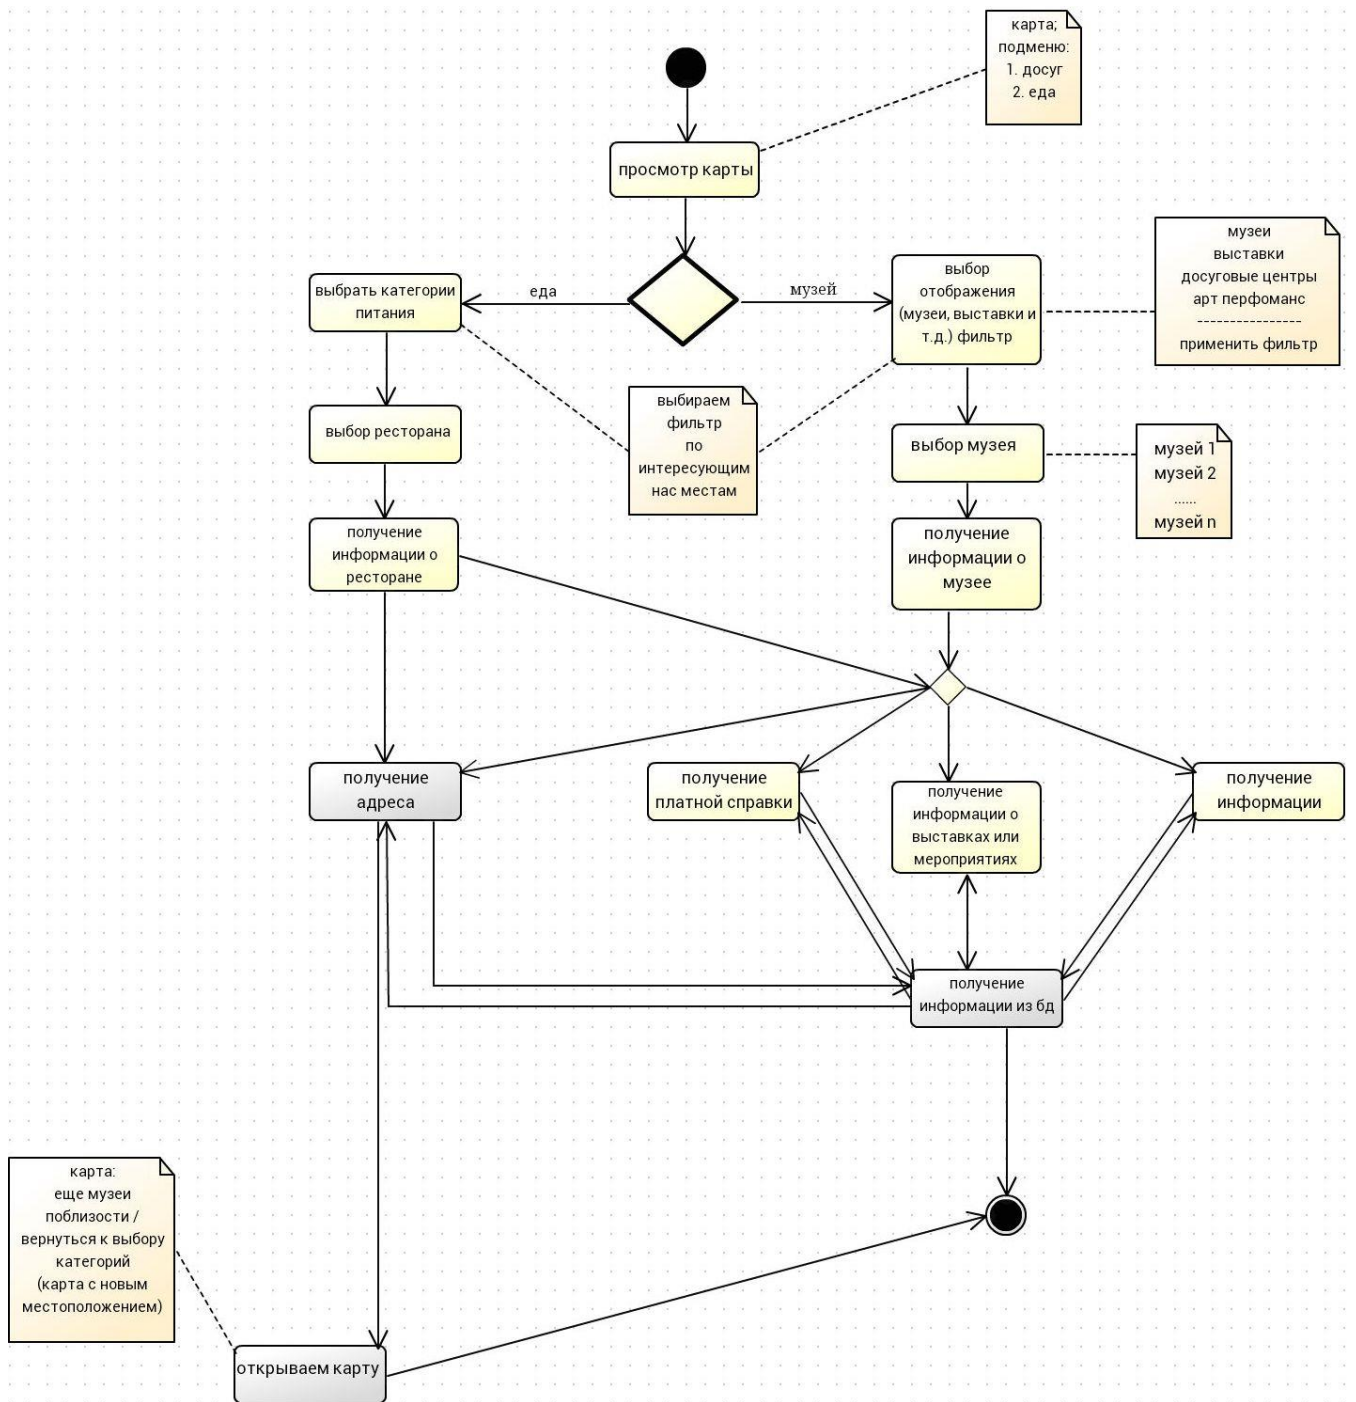 карта;
подменю:
1. досуг
2. еда
просмотр карты
музеи
выставки
досуговые центры
арт перфоманс
----------------
применить фильтр
выбрать категории
питания
еда
музей
выбор
отображения
(музеи, выставки и
т.д.) фильтр
выбираем
фильтр
по
интересующим
нас местам
выбор ресторана
выбор музея
музей 1
музей 2
......
музей n
получение
информации о
ресторане
получение
информации о
музее
получение
адреса
получение
платной справки
получение
информации о
выставках или
мероприятиях
получение
информации
получение
информации из бд
карта:
еще музеи
поблизости /
вернуться к выбору
категорий
(карта с новым
местоположением)
открываем карту